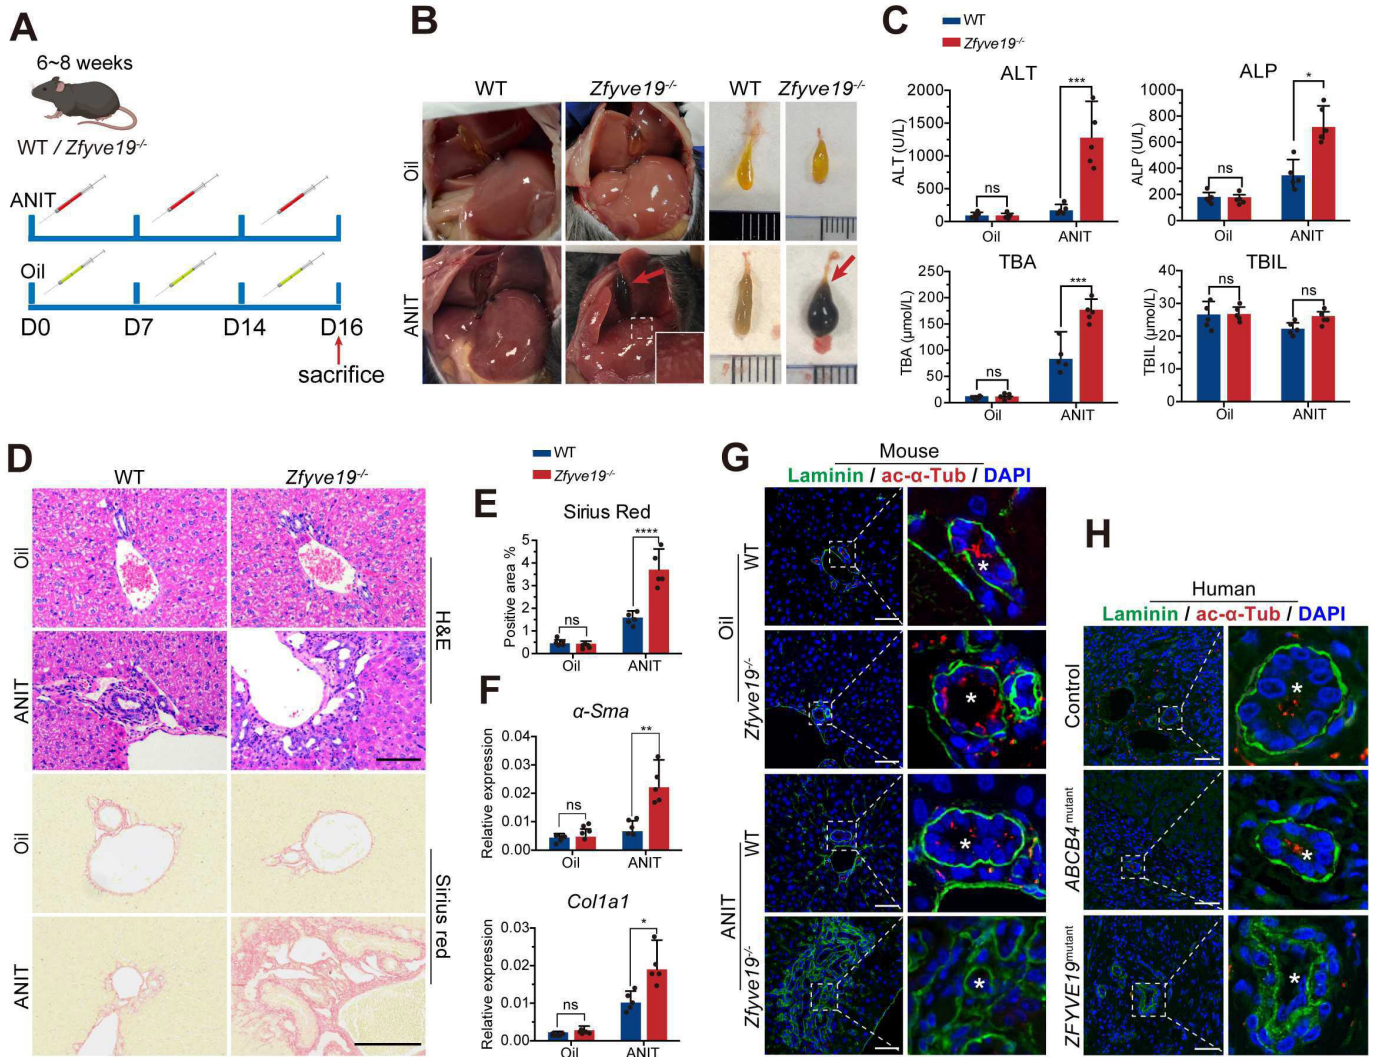 A
6~8 weeks
WT / Zfyve19-/-
ANIT
Oil
D0 D7 D14 D16
sacrifice
B
WT Zfyve19-/- WT Zfyve19-/-
Oil
ANIT
C
WT
Zfyve19-/-
ALT
ALT (U/L)
2000
1500
1000
500
0
ns
***
Oil ANIT
ALP
ALP (U/L)
1000
800
600
400
200
0
ns
*
Oil ANIT
TBA
TBA (μmol/L)
250
200
150
100
50
0
ns
***
Oil ANIT
TBIL
TBIL (μmol/L)
40
30
20
10
0
ns
ns
Oil ANIT
D
WT Zfyve19-/-
Oil
ANIT
H&E
Oil
ANIT
Sirius red
WT
Zfyve19-/-
E
Sirius Red
Positive area %
5
4
3
2
1
0
ns
****
Oil ANIT
F
α-Sma
Relative expression
0.04
0.03
0.02
0.01
0.00
ns
**
Oil ANIT
Col1a1
Relative expression
0.03
0.02
0.01
0.00
ns
*
Oil ANIT
G
Mouse
Laminin / ac-α-Tub / DAPI
Oil
WT
*
Zfyve19-/-
*
ANIT
WT
*
Zfyve19-/-
*
H
Human
Laminin / ac-α-Tub / DAPI
Control
*
ABCB4mutant
*
ZFYVE19mutant
*